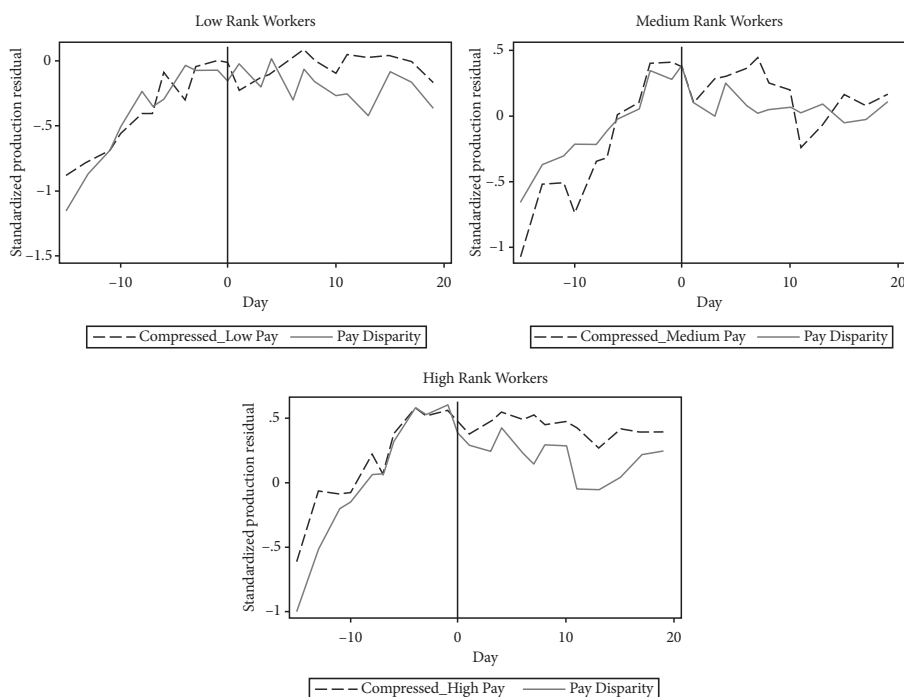 Low Rank Workers
Standardized production residual
0
−.5
−1
−1.5
−10
0
10
20
Day
Compressed_Low Pay
Pay Disparity
Medium Rank Workers
Standardized production residual
.5
0
−.5
−1
−10
0
10
20
Day
Compressed_Medium Pay
Pay Disparity
High Rank Workers
Standardized production residual
.5
0
−.5
−1
−10
0
10
20
Day
Compressed_High Pay
Pay Disparity